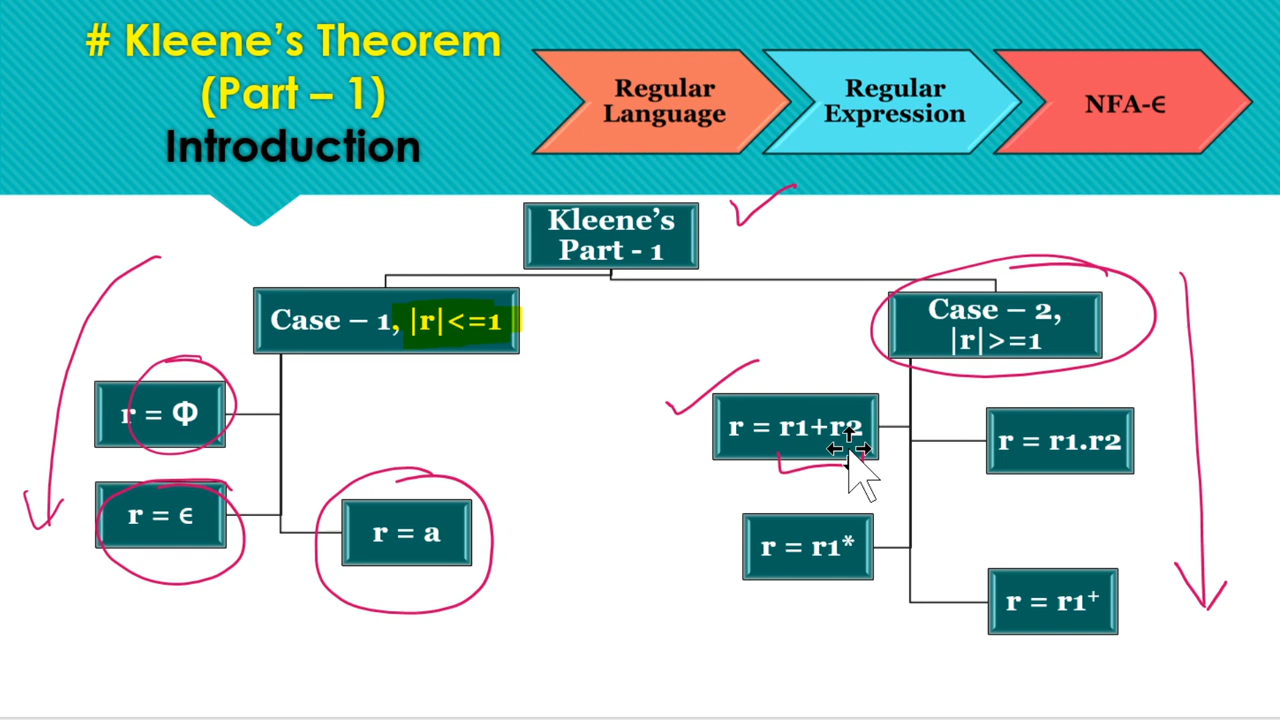 # Kleene's Theorem
(Part – 1)
Introduction
Regular
Language
Regular
Expression
NFA-ϵ
Kleene's
Part - 1
Case – 1, |r|<=1
r = Φ
r = ϵ
r = a
Case – 2,
|r|>=1
r = r1+r2
r = r1.r2
r = r1*
r = r1⁺